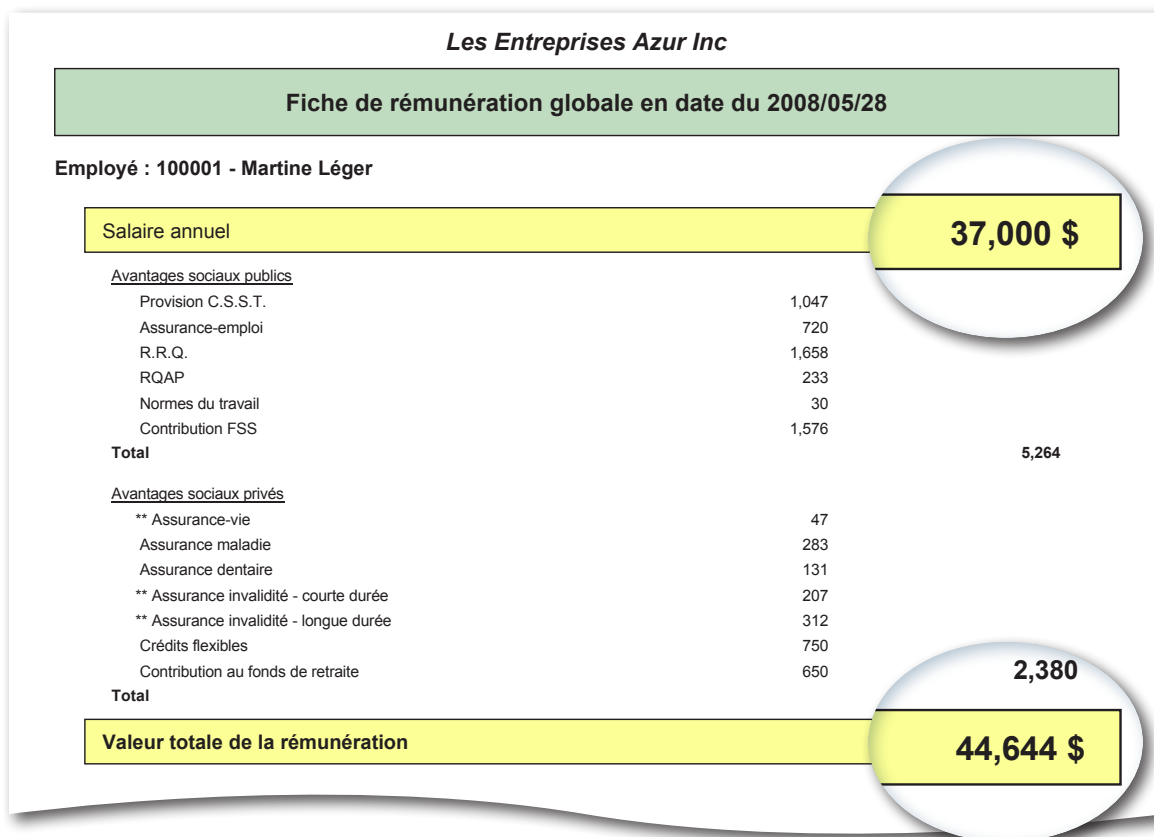 Les Entreprises Azur Inc
Fiche de rémunération globale en date du 2008/05/28
Employé : 100001 - Martine Léger
Salaire annuel 37,000 $
Avantages sociaux publics
Provision C.S.S.T. 1,047
Assurance-emploi 720
R.R.Q. 1,658
RQAP 233
Normes du travail 30
Contribution FSS 1,576
Total 5,264
Avantages sociaux privés
** Assurance-vie 47
Assurance maladie 283
Assurance dentaire 131
** Assurance invalidité - courte durée 207
** Assurance invalidité - longue durée 312
Crédits flexibles 750
Contribution au fonds de retraite 650 2,380
Total
Valeur totale de la rémunération 44,644 $